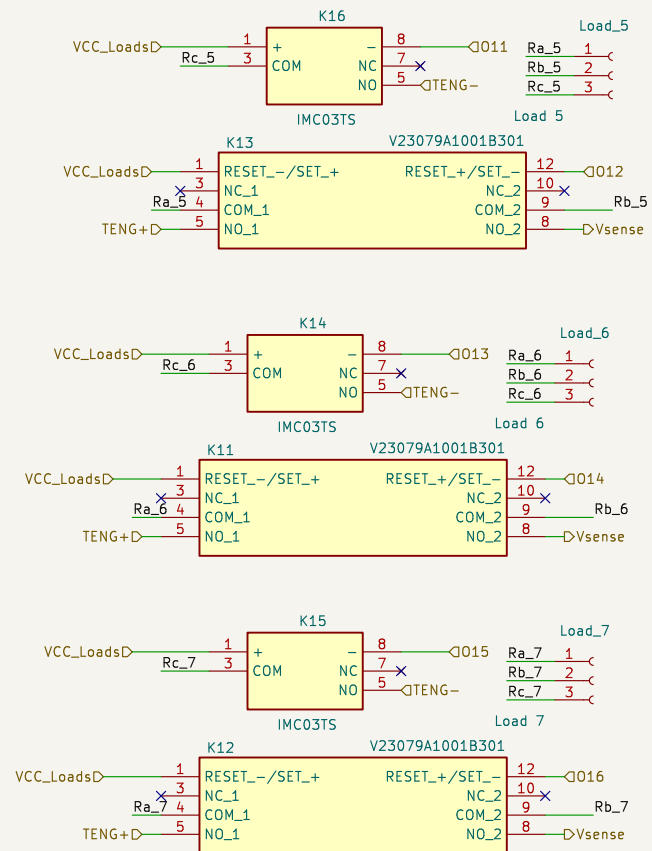 K16
Load_5
VCC_Loads 1 + − 8 O11
Rc_5 3 COM NC 7
NO 5 TENG-
Ra_5 1
Rb_5 2
Rc_5 3
IMC03TS
Load 5
K13 V23079A1001B301
VCC_Loads 1 RESET_-/SET_+ RESET_+/SET_- 12 O12
3 NC_1 NC_2 10
Ra_5 4 COM_1 COM_2 9 Rb_5
TENG+ 5 NO_1 NO_2 8 Vsense
K14
Load_6
VCC_Loads 1 + − 8 O13
Rc_6 3 COM NC 7
NO 5 TENG-
Ra_6 1
Rb_6 2
Rc_6 3
IMC03TS
Load 6
K11 V23079A1001B301
VCC_Loads 1 RESET_-/SET_+ RESET_+/SET_- 12 O14
3 NC_1 NC_2 10
Ra_6 4 COM_1 COM_2 9 Rb_6
TENG+ 5 NO_1 NO_2 8 Vsense
K15
Load_7
VCC_Loads 1 + − 8 O15
Rc_7 3 COM NC 7
NO 5 TENG-
Ra_7 1
Rb_7 2
Rc_7 3
IMC03TS
Load 7
K12 V23079A1001B301
VCC_Loads 1 RESET_-/SET_+ RESET_+/SET_- 12 O16
3 NC_1 NC_2 10
Ra_7 4 COM_1 COM_2 9 Rb_7
TENG+ 5 NO_1 NO_2 8 Vsense